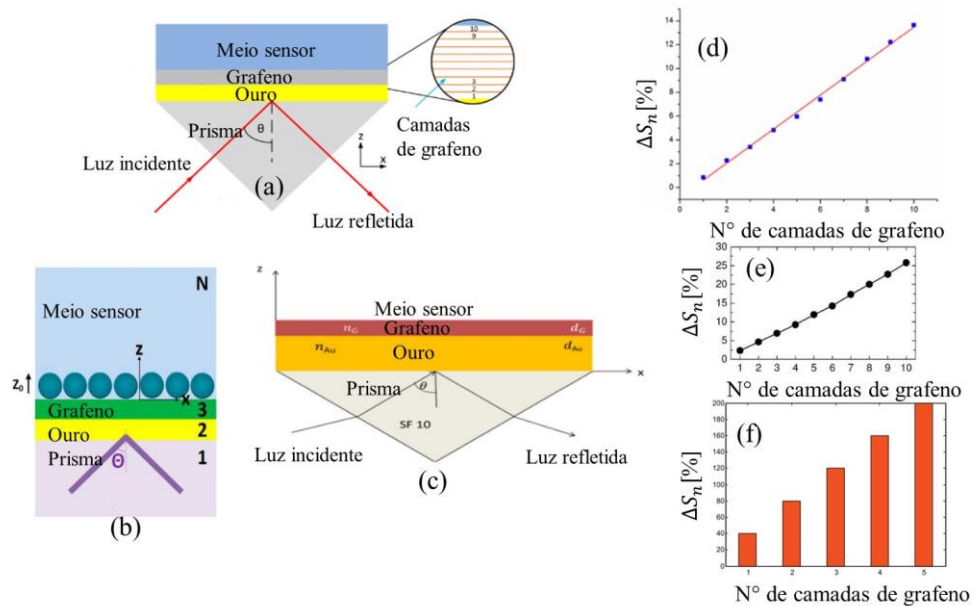 Meio sensor
Grafeno
Ouro
Prisma
θ
Luz incidente
Luz refletida
(a)
10
9
3
2
1
Camadas
de grafeno
z
x
N
Meio sensor
z
z₀
x
Grafeno 3
Ouro 2
Prisma 1
Θ
(b)
z
Meio sensor
n_G Grafeno d_G
n_Au Ouro d_Au
x
Prisma
θ
SF 10
Luz incidente
Luz refletida
(c)
(d)
ΔSₙ[%]
14
12
10
8
6
4
2
0
0 2 4 6 8 10
N° de camadas de grafeno
(e)
ΔSₙ[%]
30
25
20
15
10
5
0
1 2 3 4 5 6 7 8 9 10
N° de camadas de grafeno
(f)
ΔSₙ[%]
200
180
160
140
120
100
80
60
40
20
0
1 2 3 4 5
N° de camadas de grafeno